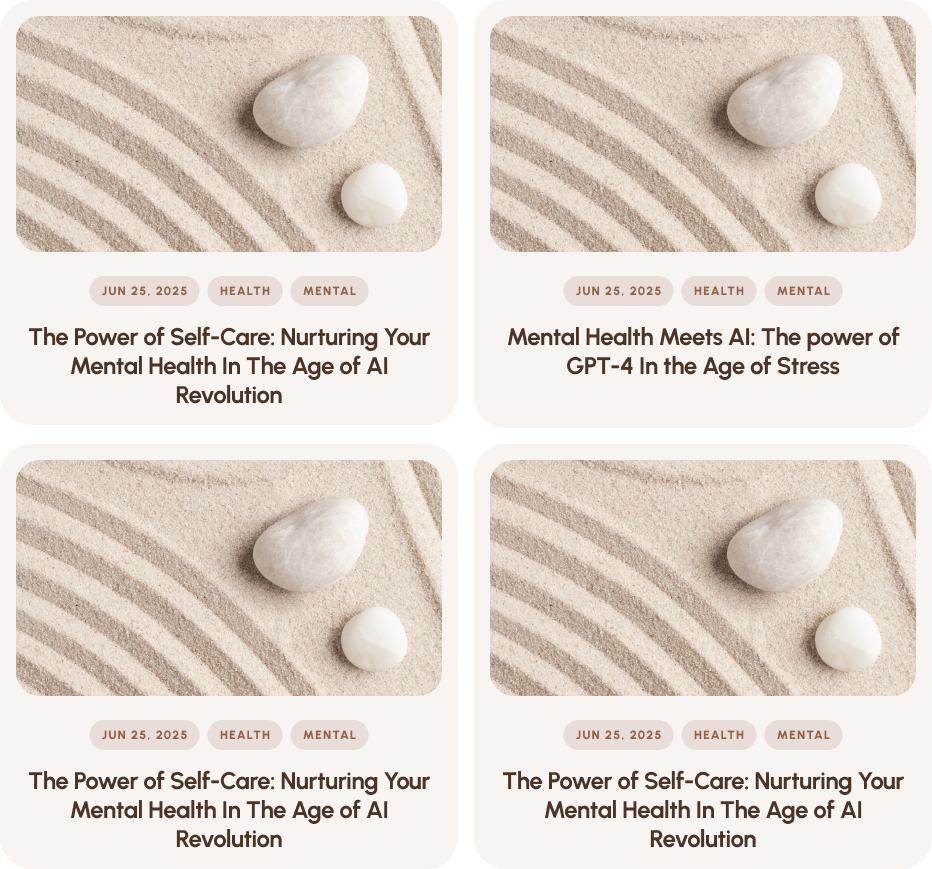 JUN 25, 2025 HEALTH MENTAL
The Power of Self-Care: Nurturing Your
Mental Health In The Age of AI
Revolution
JUN 25, 2025 HEALTH MENTAL
Mental Health Meets AI: The power of
GPT-4 In the Age of Stress
JUN 25, 2025 HEALTH MENTAL
The Power of Self-Care: Nurturing Your
Mental Health In The Age of AI
Revolution
JUN 25, 2025 HEALTH MENTAL
The Power of Self-Care: Nurturing Your
Mental Health In The Age of AI
Revolution